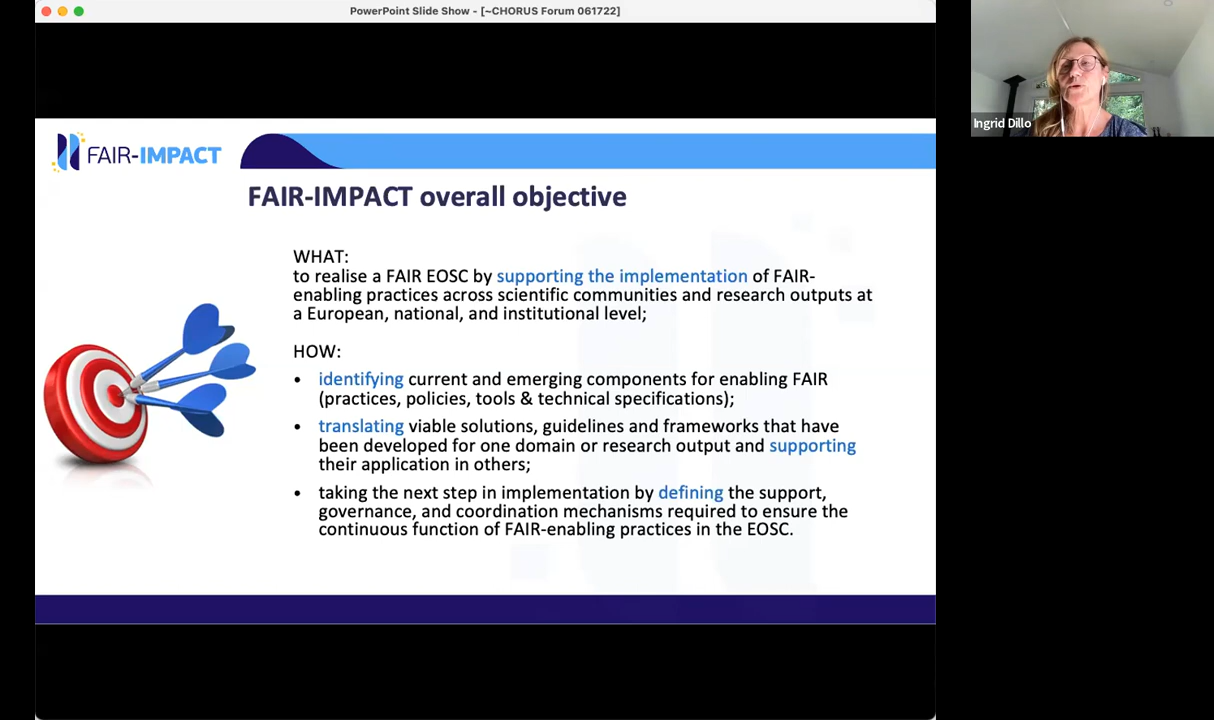 PowerPoint Slide Show - [~CHORUS Forum 061722]
FAIR-IMPACT
FAIR-IMPACT overall objective
WHAT:
to realise a FAIR EOSC by supporting the implementation of FAIR-
enabling practices across scientific communities and research outputs at
a European, national, and institutional level;
HOW:
• identifying current and emerging components for enabling FAIR
(practices, policies, tools & technical specifications);
• translating viable solutions, guidelines and frameworks that have
been developed for one domain or research output and supporting
their application in others;
• taking the next step in implementation by defining the support,
governance, and coordination mechanisms required to ensure the
continuous function of FAIR-enabling practices in the EOSC.
Ingrid Dillo